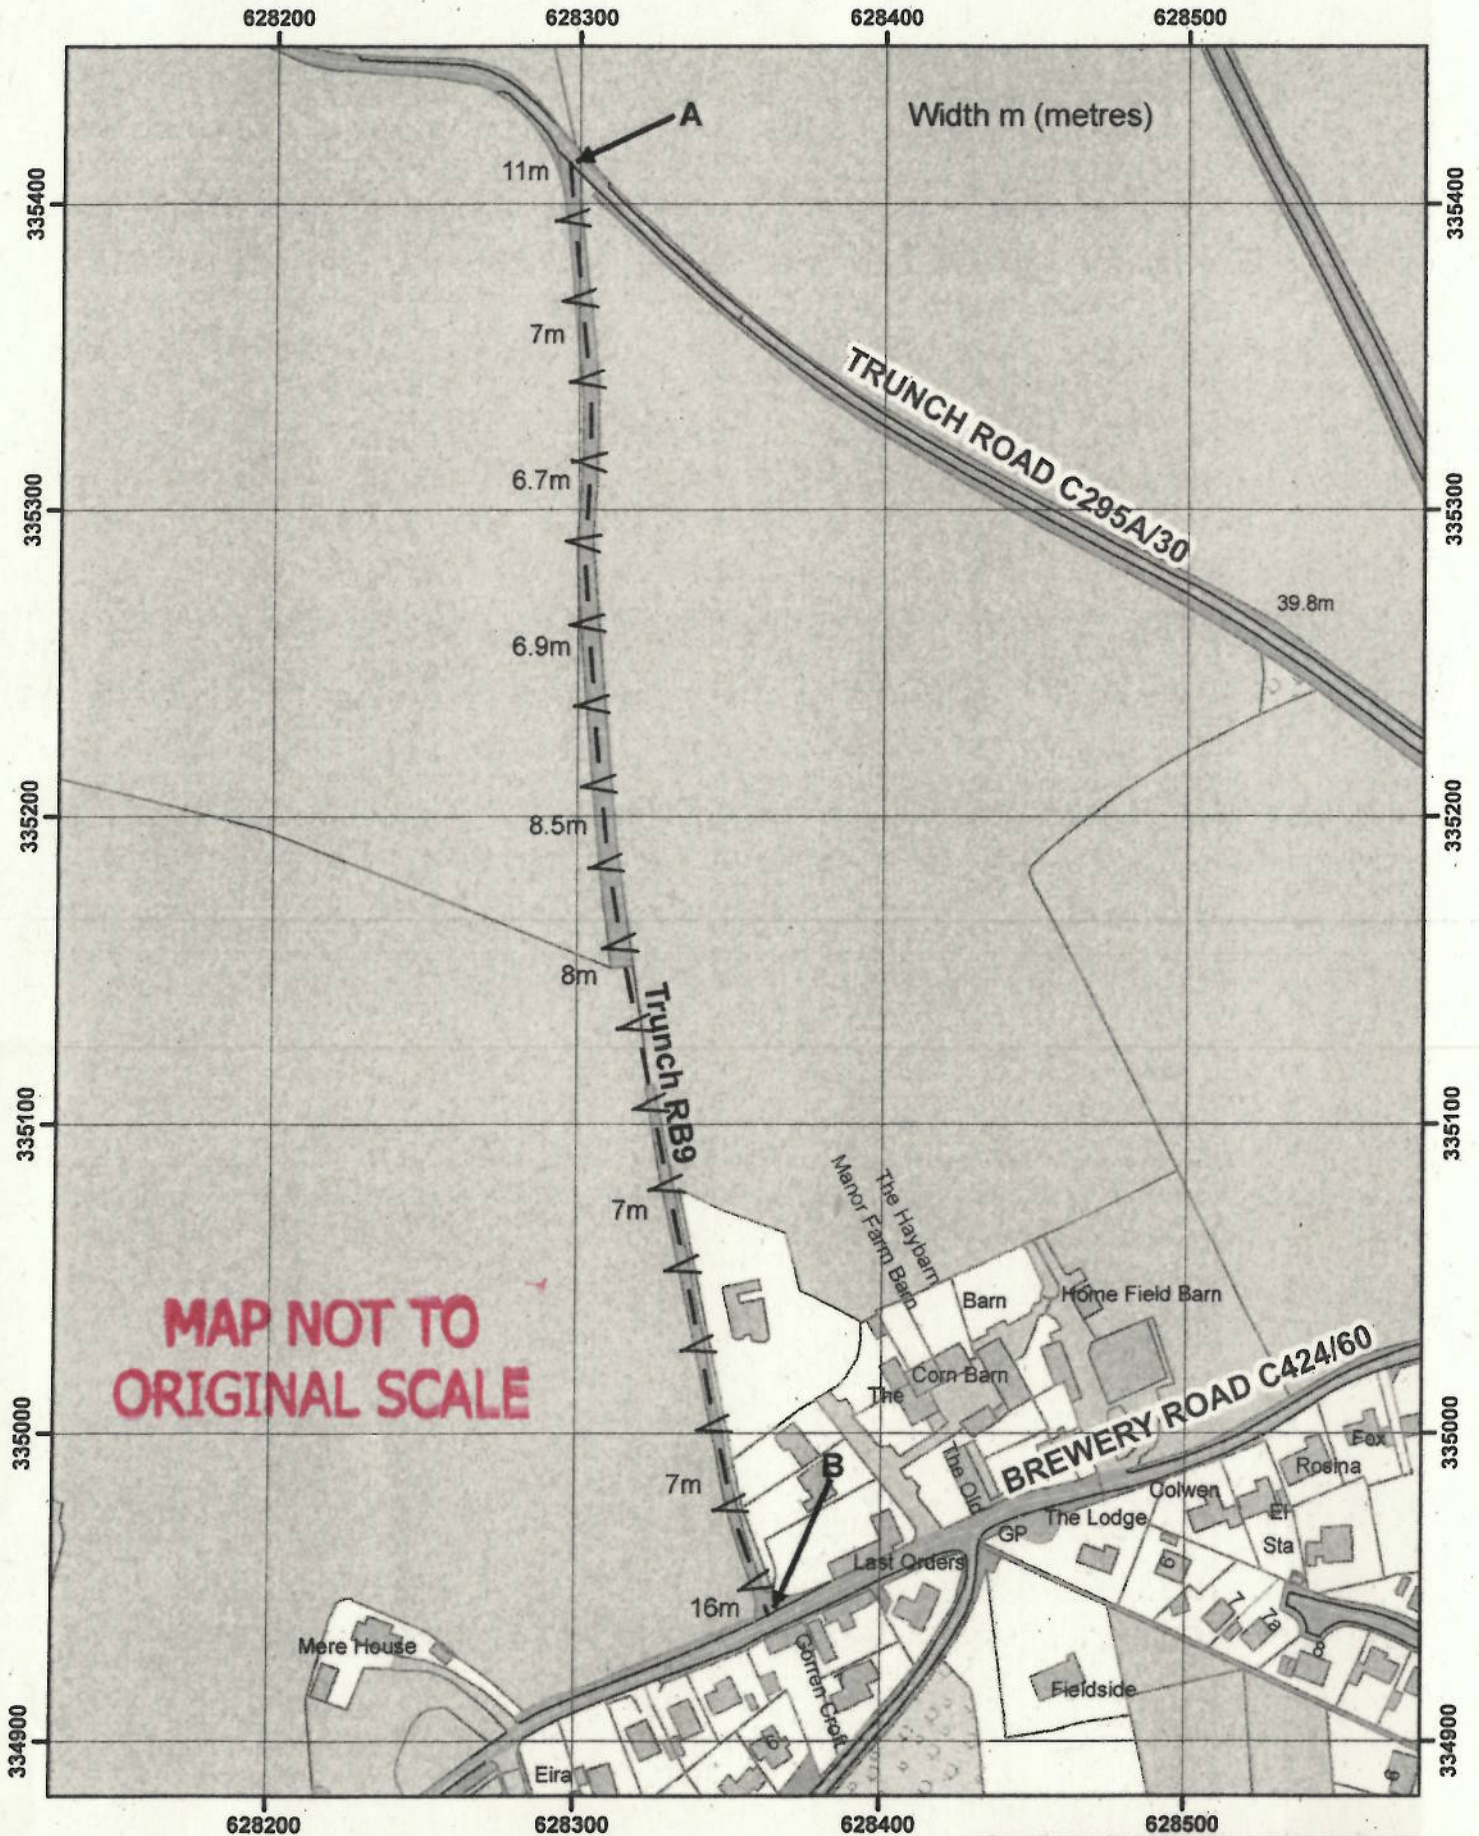 628200
628300
628400
628500
A
Width m (metres)
11m
335400
335400
7m
TRUNCH ROAD C295A/30
6.7m
335300
335300
39.8m
6.9m
8.5m
335200
335200
8m
Trunch RB9
335100
335100
7m
The Haybarn
Manor Farm Barn
Barn
Home Field Barn
MAP NOT TO
ORIGINAL SCALE
Corn Barn
The
BREWERY ROAD C424/60
335000
335000
Fox
Rosina
B
The Old
7m
Colwen
El
Sta
The Lodge
GP
Last Orders
9
7
7a
8
16m
Mere House
Gorren Croft
Fieldside
334900
334900
6
Eira
628200
628300
628400
628500